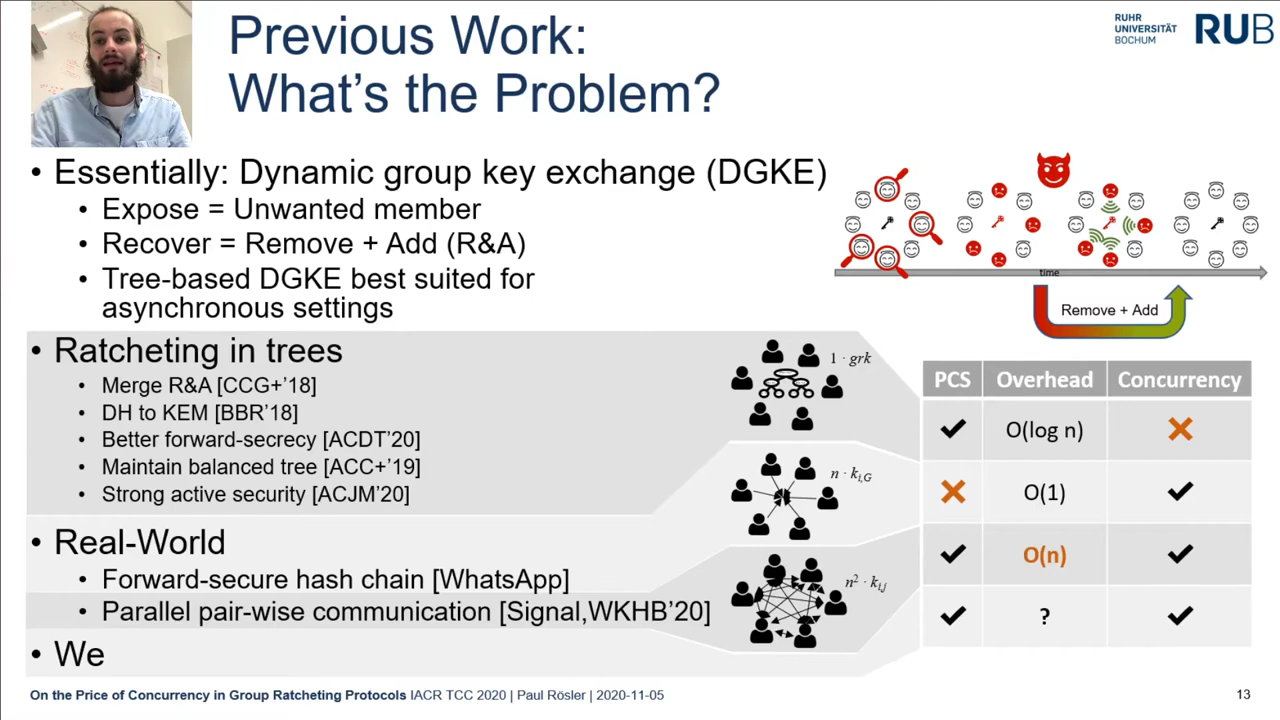 Previous Work:
What's the Problem?
RUHR
UNIVERSITÄT
BOCHUM
RUB
• Essentially: Dynamic group key exchange (DGKE)
• Expose = Unwanted member
• Recover = Remove + Add (R&A)
• Tree-based DGKE best suited for
asynchronous settings
time
Remove + Add
• Ratcheting in trees
• Merge R&A [CCG+'18]
• DH to KEM [BBR'18]
• Better forward-secrecy [ACDT'20]
• Maintain balanced tree [ACC+'19]
• Strong active security [ACJM'20]
1 · grk
n · k_{i,G}
n² · k_{i,j}
• Real-World
• Forward-secure hash chain [WhatsApp]
• Parallel pair-wise communication [Signal,WKHB'20]
• We
PCS Overhead Concurrency
✓ O(log n) ✕
✕ O(1) ✓
✓ O(n) ✓
✓ ? ✓
On the Price of Concurrency in Group Ratcheting Protocols IACR TCC 2020 | Paul Rösler | 2020-11-05
13